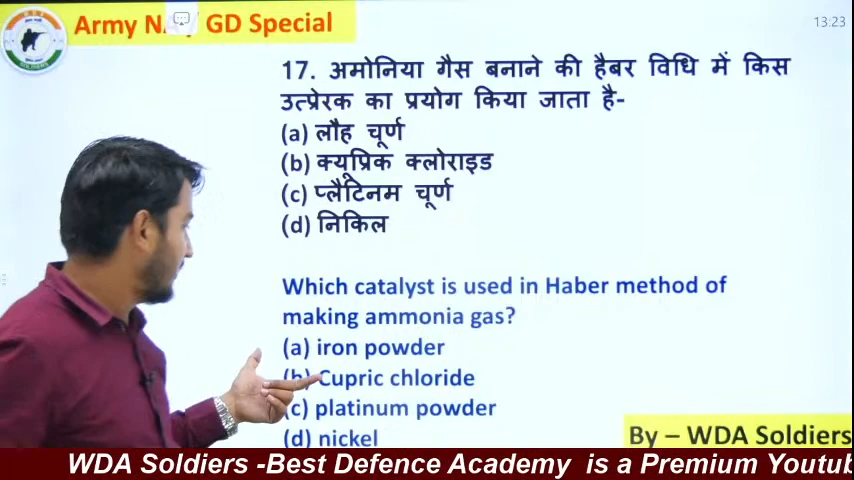 Army NA GD Special
13:23
17. अमोनिया गैस बनाने की हैबर विधि में किस
उत्प्रेरक का प्रयोग किया जाता है-
(a) लौह चूर्ण
(b) क्यूप्रिक क्लोराइड
(c) प्लैटिनम चूर्ण
(d) निकिल
Which catalyst is used in Haber method of
making ammonia gas?
(a) iron powder
(b) Cupric chloride
(c) platinum powder
(d) nickel
By – WDA Soldiers
WDA Soldiers -Best Defence Academy is a Premium Youtub